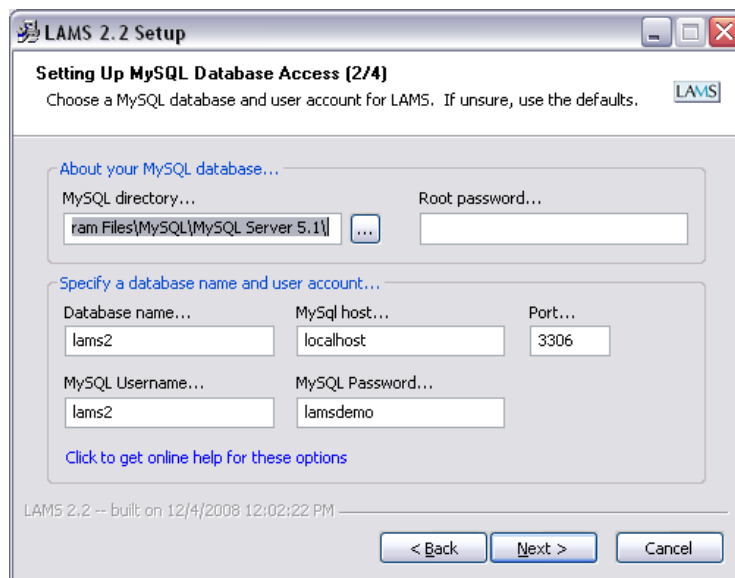 LAMS 2.2 Setup
Setting Up MySQL Database Access (2/4)
Choose a MySQL database and user account for LAMS. If unsure, use the defaults.
LAMS
About your MySQL database...
MySQL directory... Root password...
ram Files\MySQL\MySQL Server 5.1\ ...
Specify a database name and user account...
Database name... MySql host... Port...
lams2 localhost 3306
MySQL Username... MySQL Password...
lams2 lamsdemo
Click to get online help for these options
LAMS 2.2 -- built on 12/4/2008 12:02:22 PM
< Back Next > Cancel